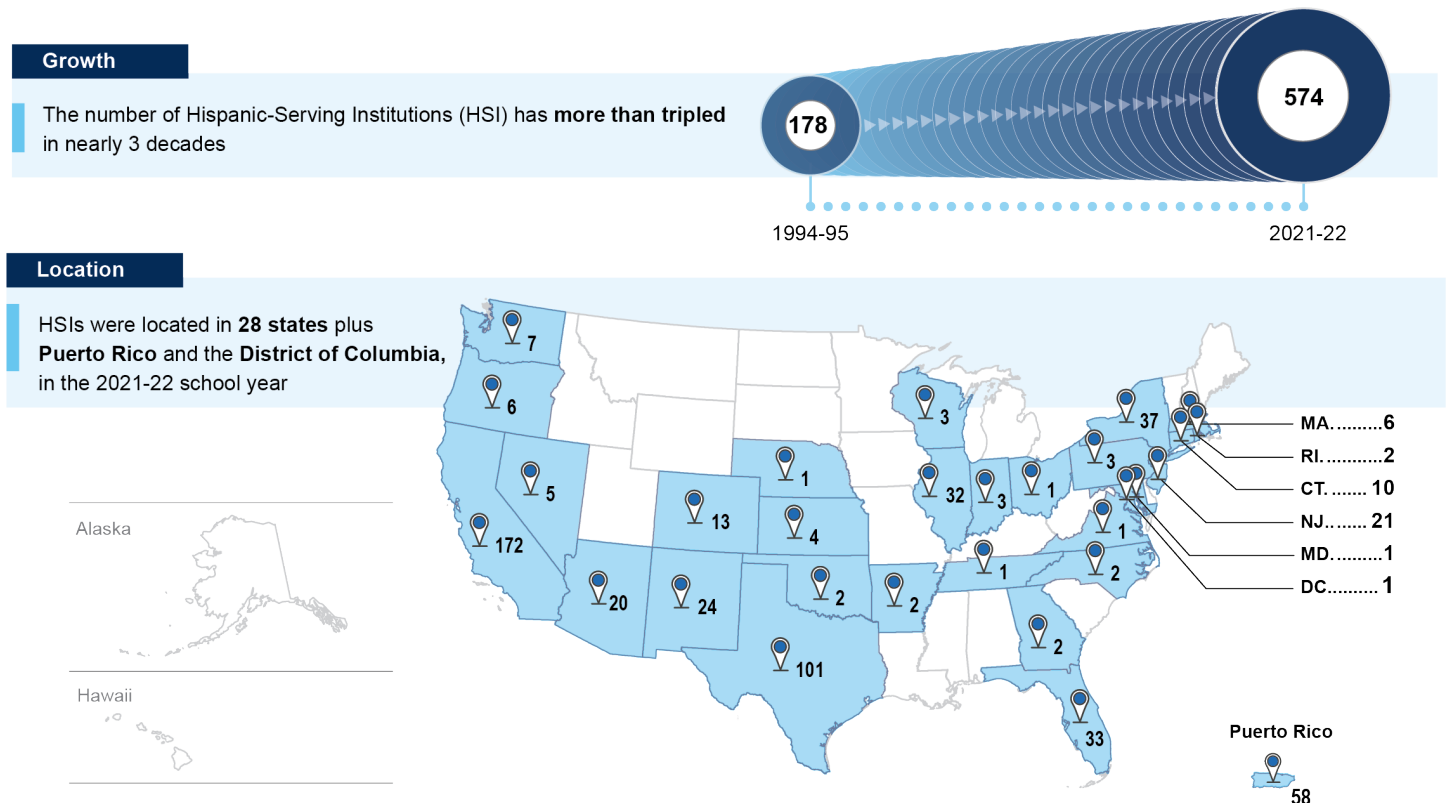 Growth
The number of Hispanic-Serving Institutions (HSI) has more than tripled
in nearly 3 decades
178
574
1994-95
2021-22
Location
HSIs were located in 28 states plus
Puerto Rico and the District of Columbia,
in the 2021-22 school year
7
6
3
37
MA..........6
3
RI............2
1
5
32
3
1
CT. ....... 10
13
4
1
NJ........ 21
172
1
2
MD. .........1
20
24
2
2
DC.......... 1
2
101
33
Alaska
Hawaii
Puerto Rico
58